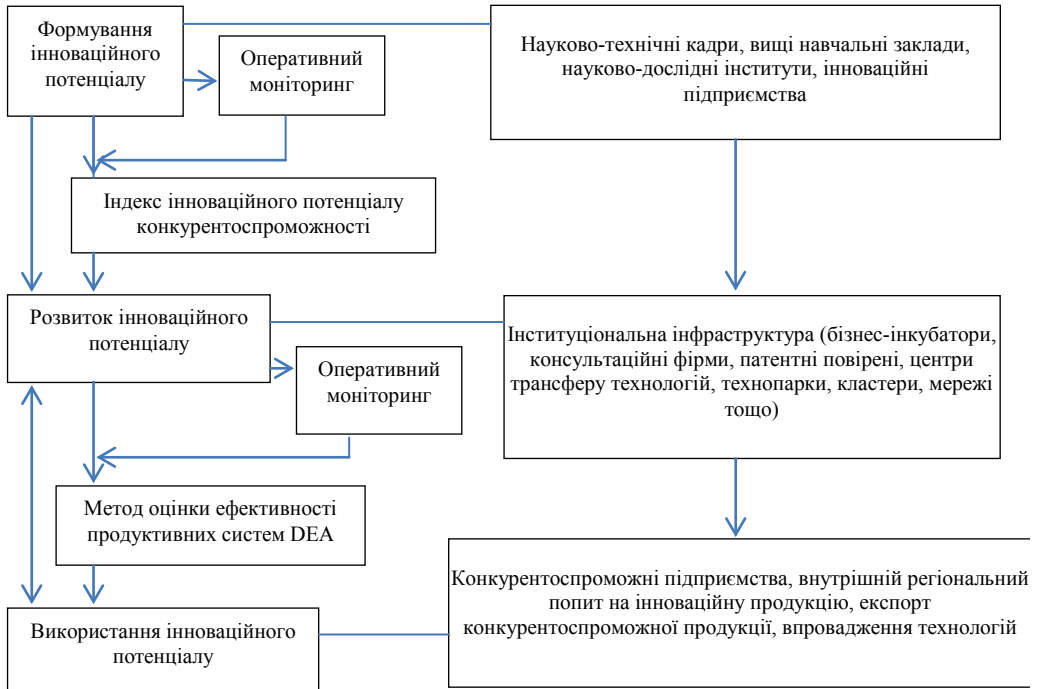 Формування
інноваційного
потенціалу
Оперативний
моніторинг
Науково-технічні кадри, вищі навчальні заклади,
науково-дослідні інститути, інноваційні
підприємства
Індекс інноваційного потенціалу
конкурентоспроможності
Розвиток інноваційного
потенціалу
Оперативний
моніторинг
Інституціональна інфраструктура (бізнес-інкубатори,
консультаційні фірми, патентні повірені, центри
трансферу технологій, технопарки, кластери, мережі
тощо)
Метод оцінки ефективності
продуктивних систем DEA
Конкурентоспроможні підприємства, внутрішній регіональний
попит на інноваційну продукцію, експорт
конкурентоспроможної продукції, впровадження технологій
Використання інноваційного
потенціалу